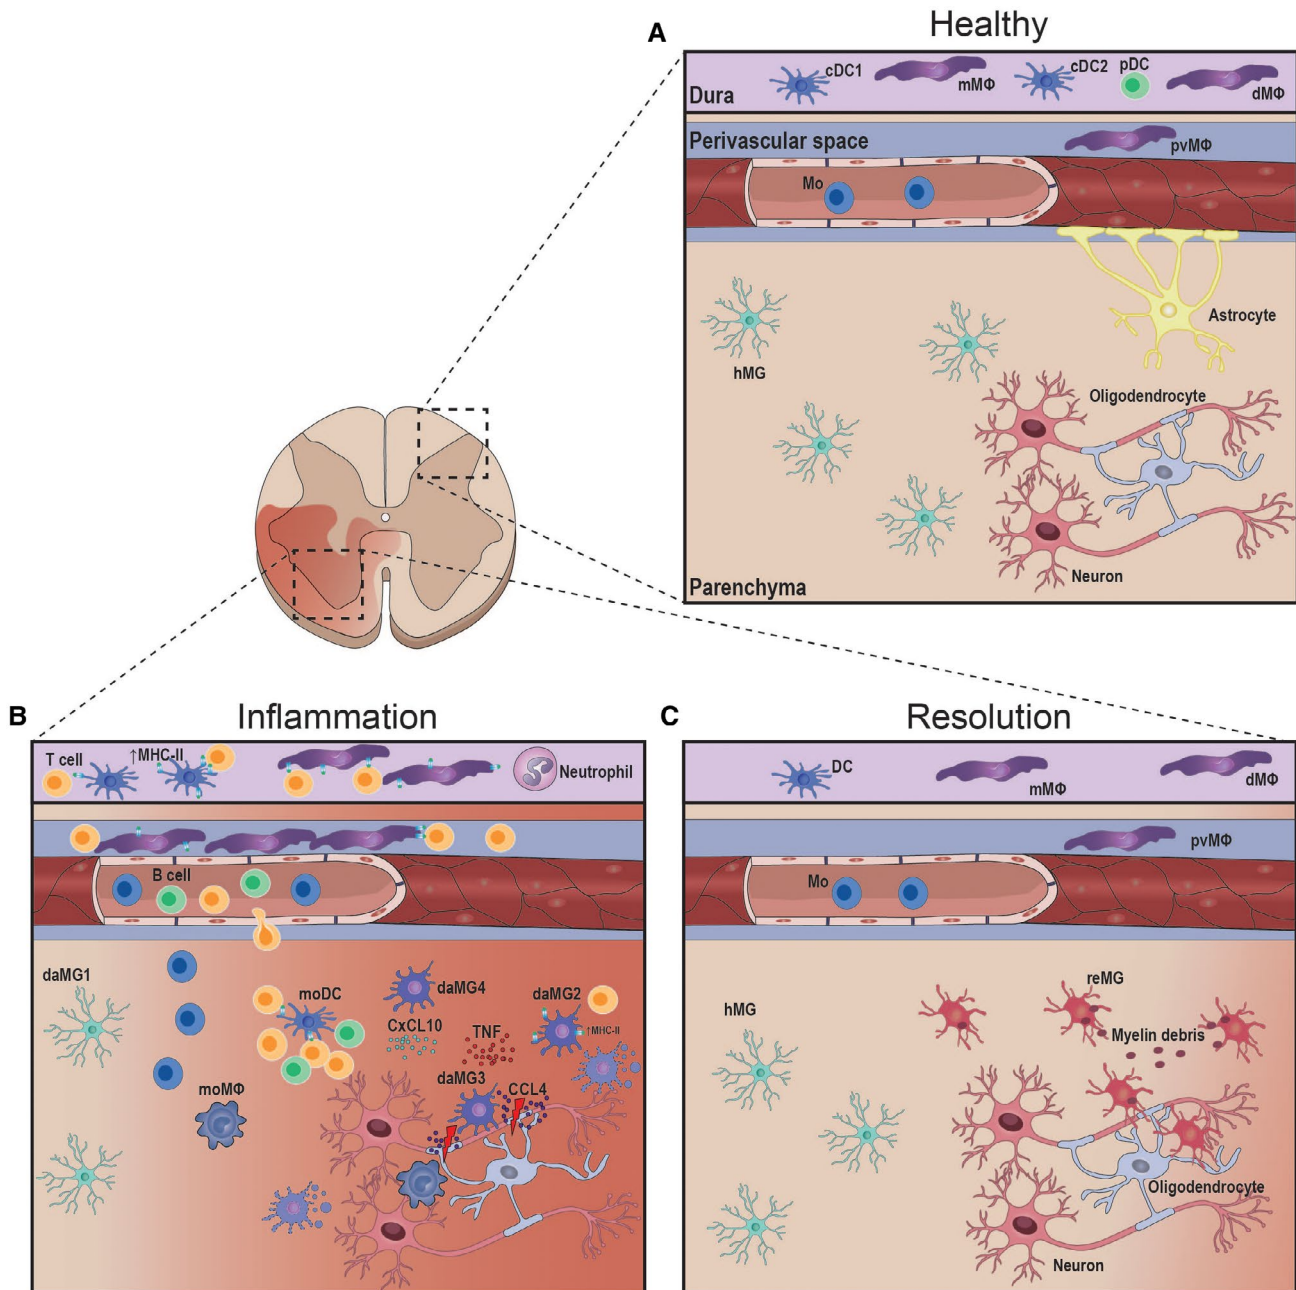 A
Healthy
cDC1
mMΦ
cDC2
pDC
dMΦ
Dura
Perivascular space
pvMΦ
Mo
Astrocyte
hMG
Oligodendrocyte
Neuron
Parenchyma
B
Inflammation
T cell
↑MHC-II
Neutrophil
B cell
daMG1
moDC
daMG4
daMG2
CxCL10
TNF
↑MHC-II
moMΦ
daMG3
CCL4
C
Resolution
DC
mMΦ
dMΦ
pvMΦ
Mo
reMG
hMG
Myelin debris
Oligodendrocyte
Neuron